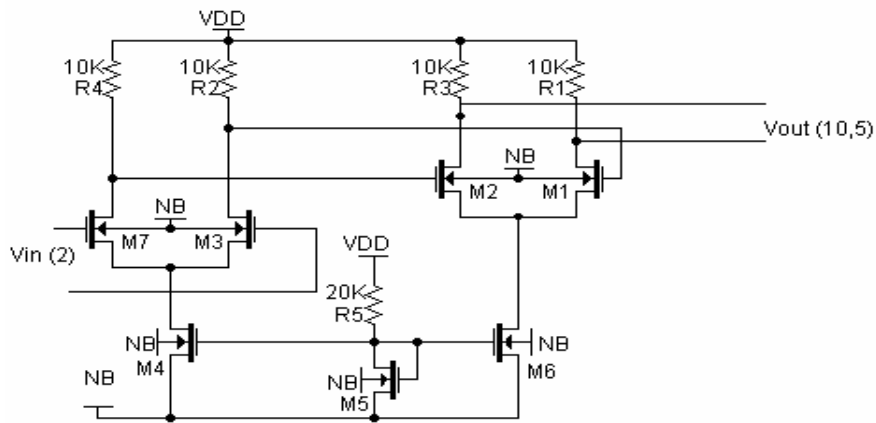 VDD
10K
R4
10K
R2
10K
R3
10K
R1
Vout (10,5)
NB
M2
M1
NB
M7
M3
Vin (2)
VDD
20K
R5
NB
M4
NB
M6
NB
NB
M5